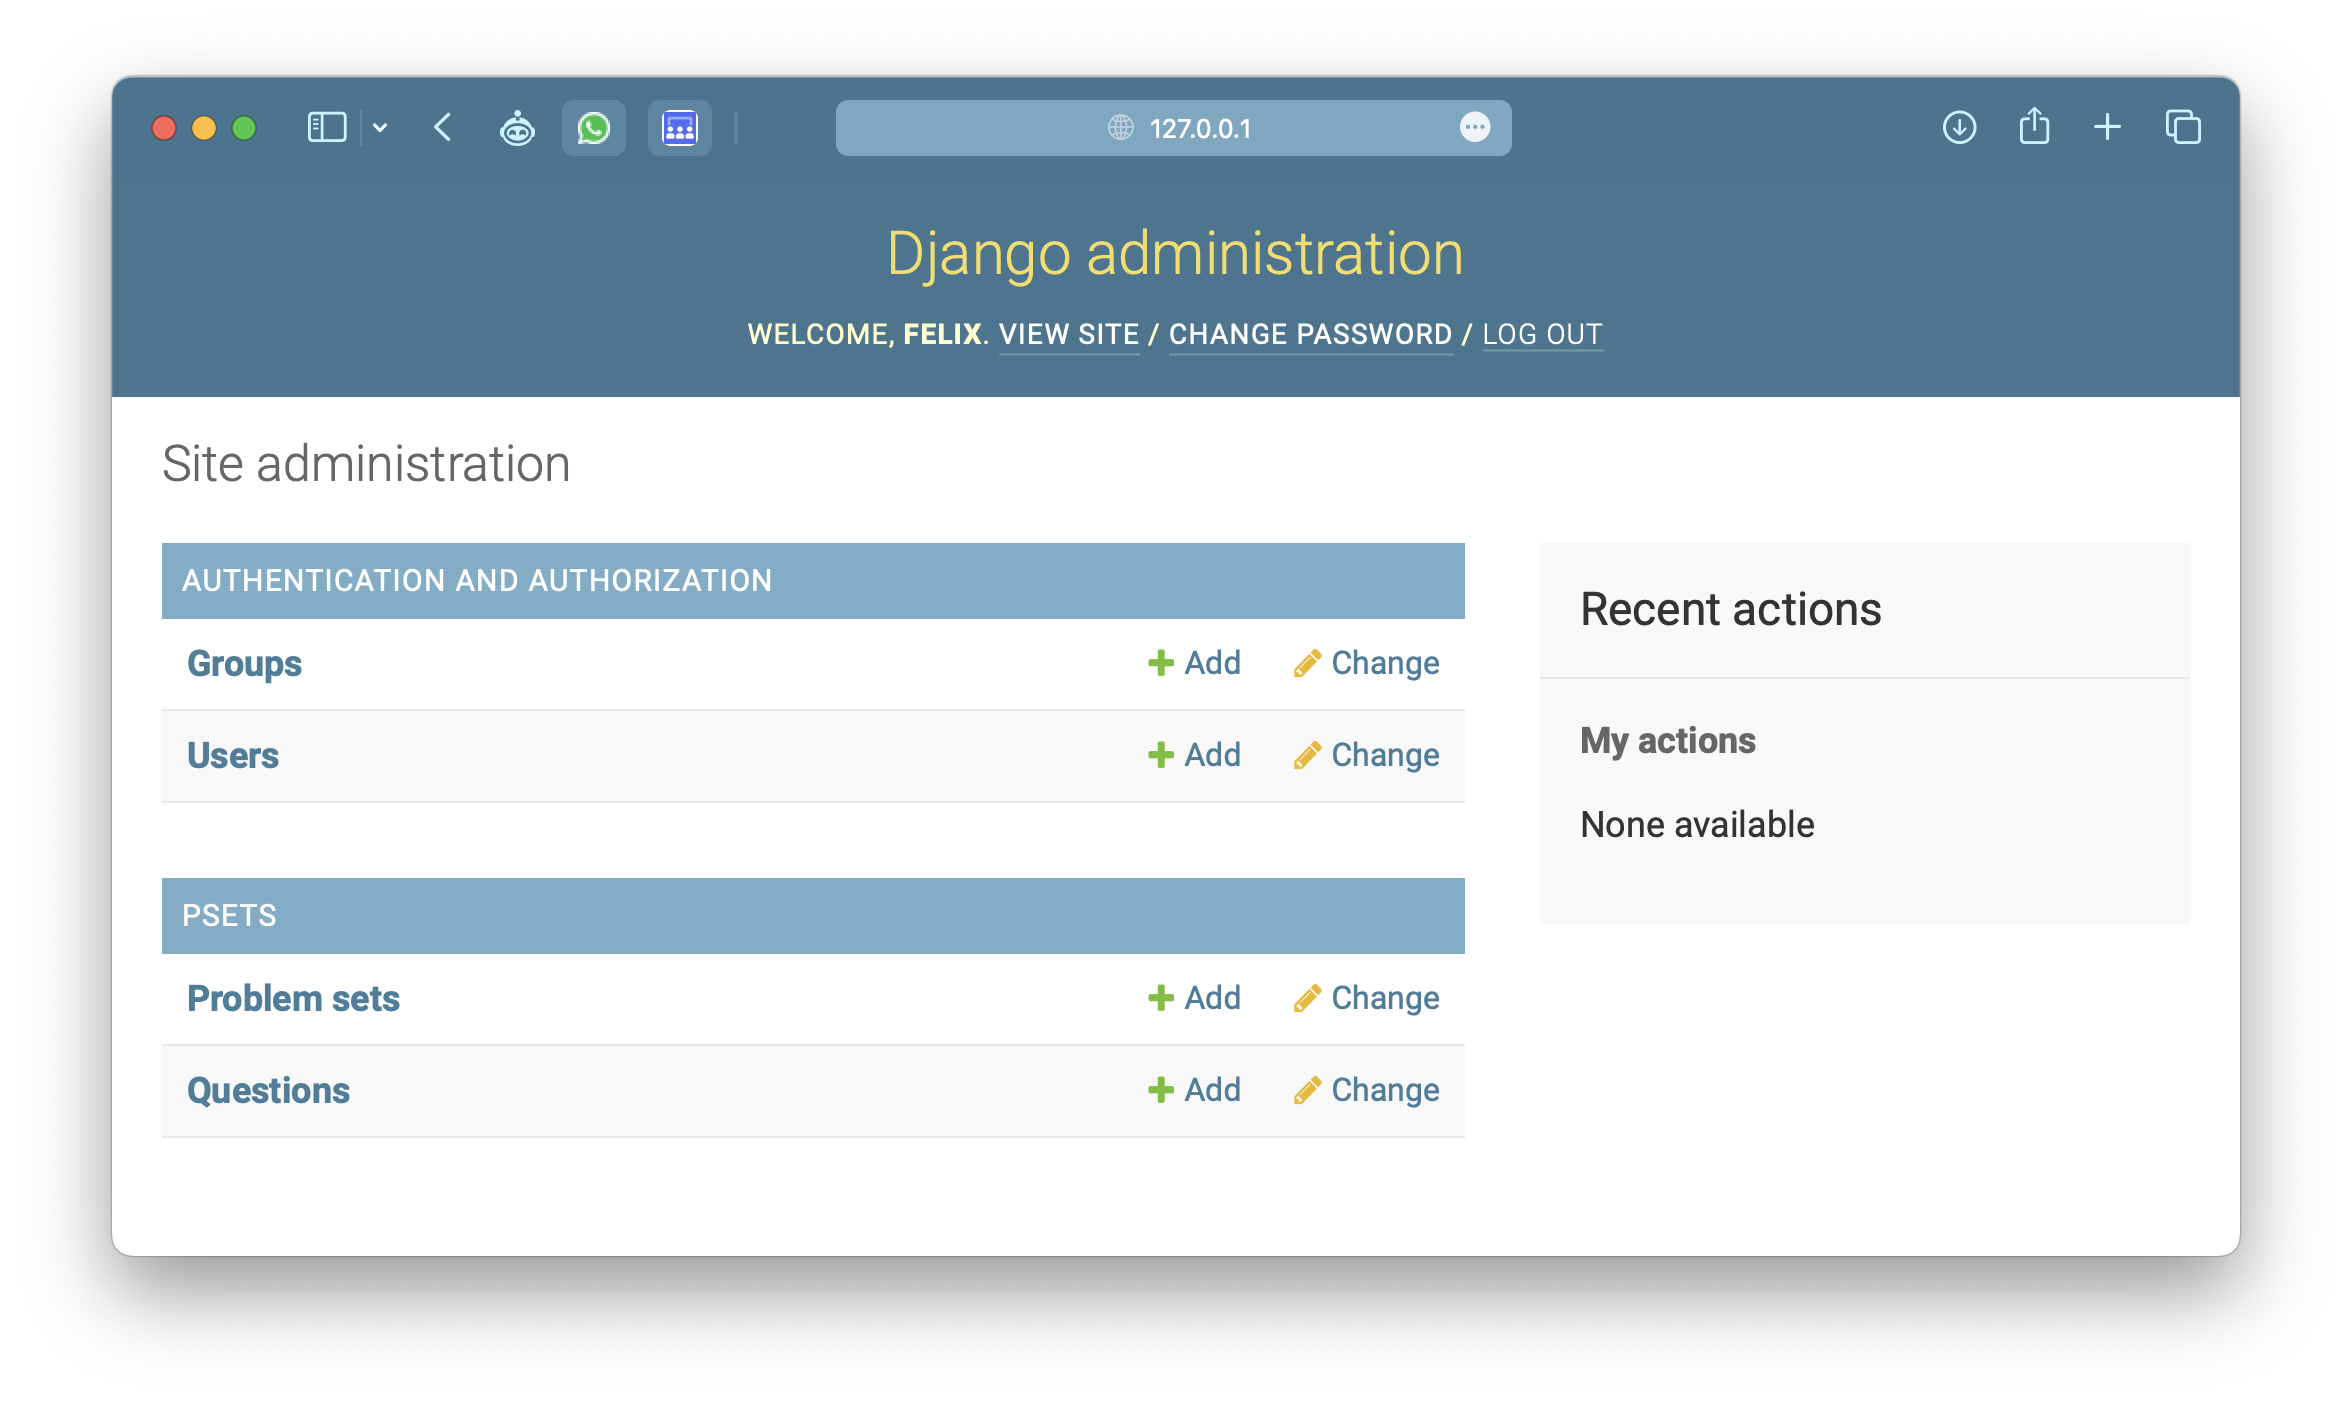 127.0.0.1
Django administration
WELCOME, FELIX. VIEW SITE / CHANGE PASSWORD / LOG OUT
Site administration
AUTHENTICATION AND AUTHORIZATION
Groups Add Change
Users Add Change
PSETS
Problem sets Add Change
Questions Add Change
Recent actions
My actions
None available